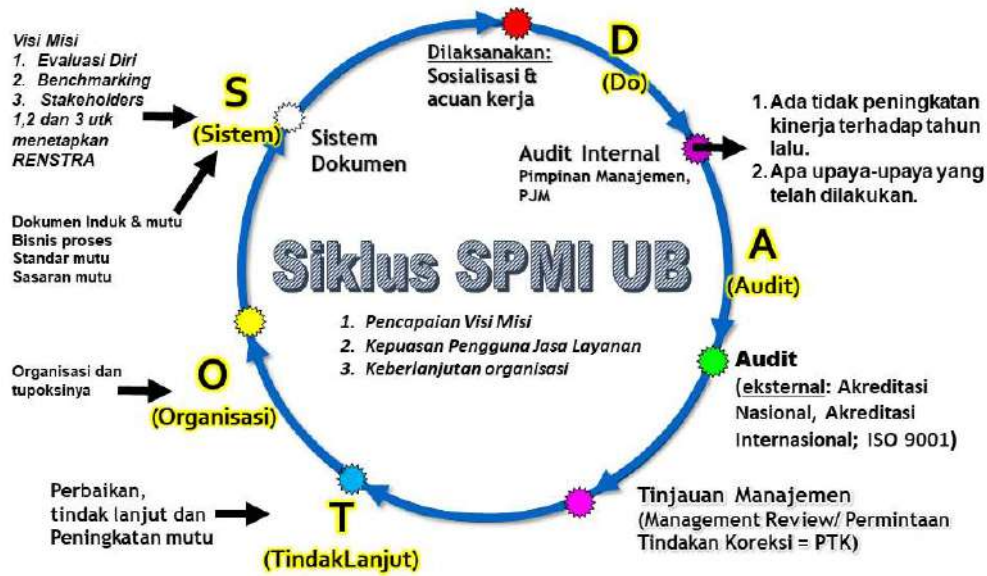 Visi Misi
1. Evaluasi Diri
2. Benchmarking
3. Stakeholders
1,2 dan 3 utk
menetapkan
RENSTRA
S
(Sistem)
Sistem
Dokumen
Dokumen Induk & mutu
Bisnis proses
Standar mutu
Sasaran mutu
Dilaksanakan:
Sosialisasi &
acuan kerja
D
(Do)
Audit Internal
Pimpinan Manajemen,
PJM
1. Ada tidak peningkatan
kinerja terhadap tahun
lalu.
2. Apa upaya-upaya yang
telah dilakukan.
A
(Audit)
Siklus SPMI UB
1. Pencapaian Visi Misi
2. Kepuasan Pengguna Jasa Layanan
3. Keberlanjutan organisasi
Audit
(eksternal: Akreditasi
Nasional, Akreditasi
Internasional; ISO 9001)
Tinjauan Manajemen
(Management Review/ Permintaan
Tindakan Koreksi = PTK)
T
(TindakLanjut)
Perbaikan,
tindak lanjut dan
Peningkatan mutu
O
(Organisasi)
Organisasi dan
tupoksinya